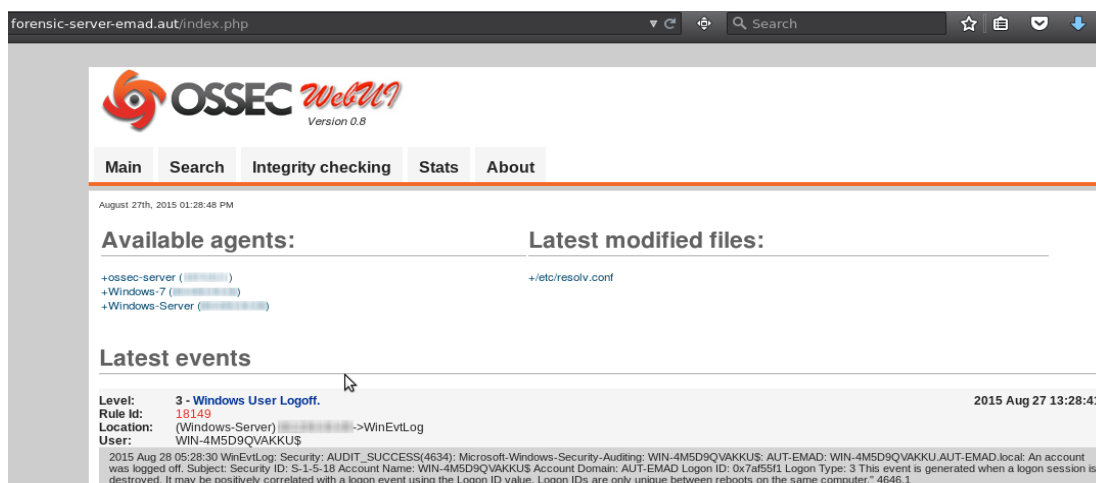 forensic-server-emad.aut/index.php
Search
OSSEC WebUI
Version 0.8
Main Search Integrity checking Stats About
August 27th, 2015 01:28:48 PM
Available agents:
+ossec-server ( )
+Windows-7 ( )
+Windows-Server ( )
Latest modified files:
+/etc/resolv.conf
Latest events
Level: 3 - Windows User Logoff. 2015 Aug 27 13:28:41
Rule Id: 18149
Location: (Windows-Server) ->WinEvtLog
User: WIN-4M5D9QVAKKU$
2015 Aug 28 05:28:30 WinEvtLog: Security: AUDIT_SUCCESS(4634): Microsoft-Windows-Security-Auditing: WIN-4M5D9QVAKKU$: AUT-EMAD: WIN-4M5D9QVAKKU.AUT-EMAD.local: An account
was logged off. Subject: Security ID: S-1-5-18 Account Name: WIN-4M5D9QVAKKU$ Account Domain: AUT-EMAD Logon ID: 0x7af55f1 Logon Type: 3 This event is generated when a logon session is
destroyed. It may be positively correlated with a logon event using the Logon ID value. Logon IDs are only unique between reboots on the same computer." 4646,1